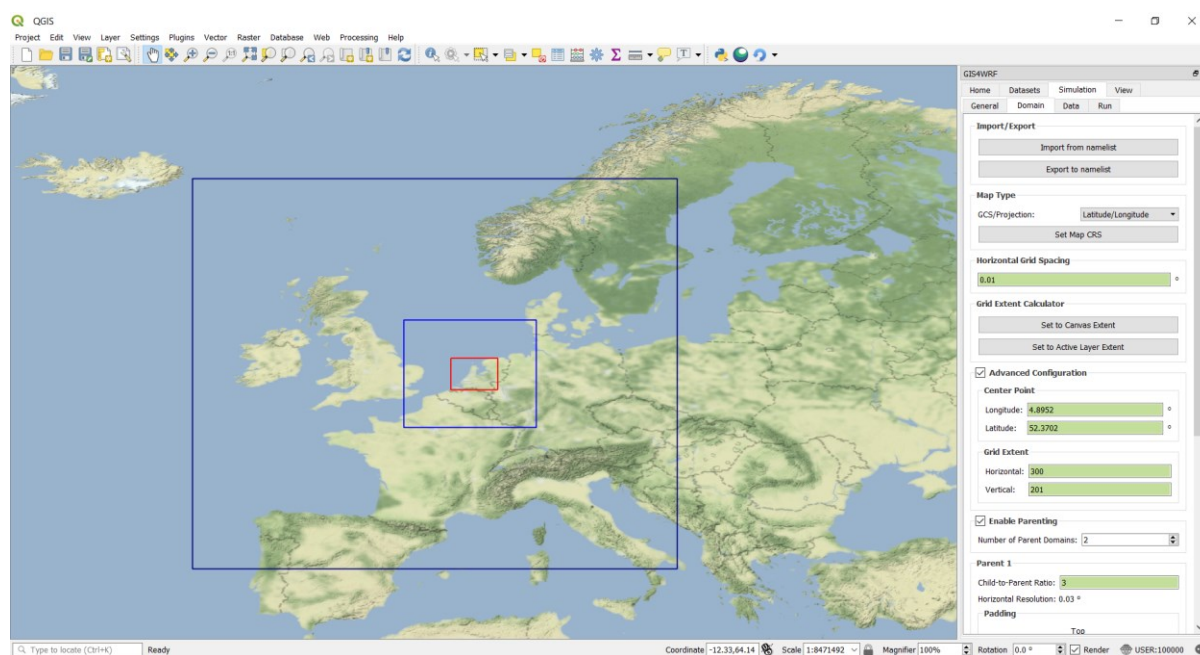 QGIS
Project Edit View Layer Settings Plugins Vector Raster Database Web Processing Help
GIS4WRF
Home Datasets Simulation View
General Domain Data Run
Import/Export
Import from namelist
Export to namelist
Map Type
GCS/Projection: Latitude/Longitude
Set Map CRS
Horizontal Grid Spacing
0.01 °
Grid Extent Calculator
Set to Canvas Extent
Set to Active Layer Extent
Advanced Configuration
Center Point
Longitude: 4.8952 °
Latitude: 52.3702 °
Grid Extent
Horizontal: 300
Vertical: 201
Enable Parenting
Number of Parent Domains: 2
Parent 1
Child-to-Parent Ratio: 3
Horizontal Resolution: 0.03 °
Padding
Top
Type to locate (Ctrl+K) Ready Coordinate -12.33,64.14 Scale 1:8471492 Magnifier 100% Rotation 0.0 ° Render USER:100000